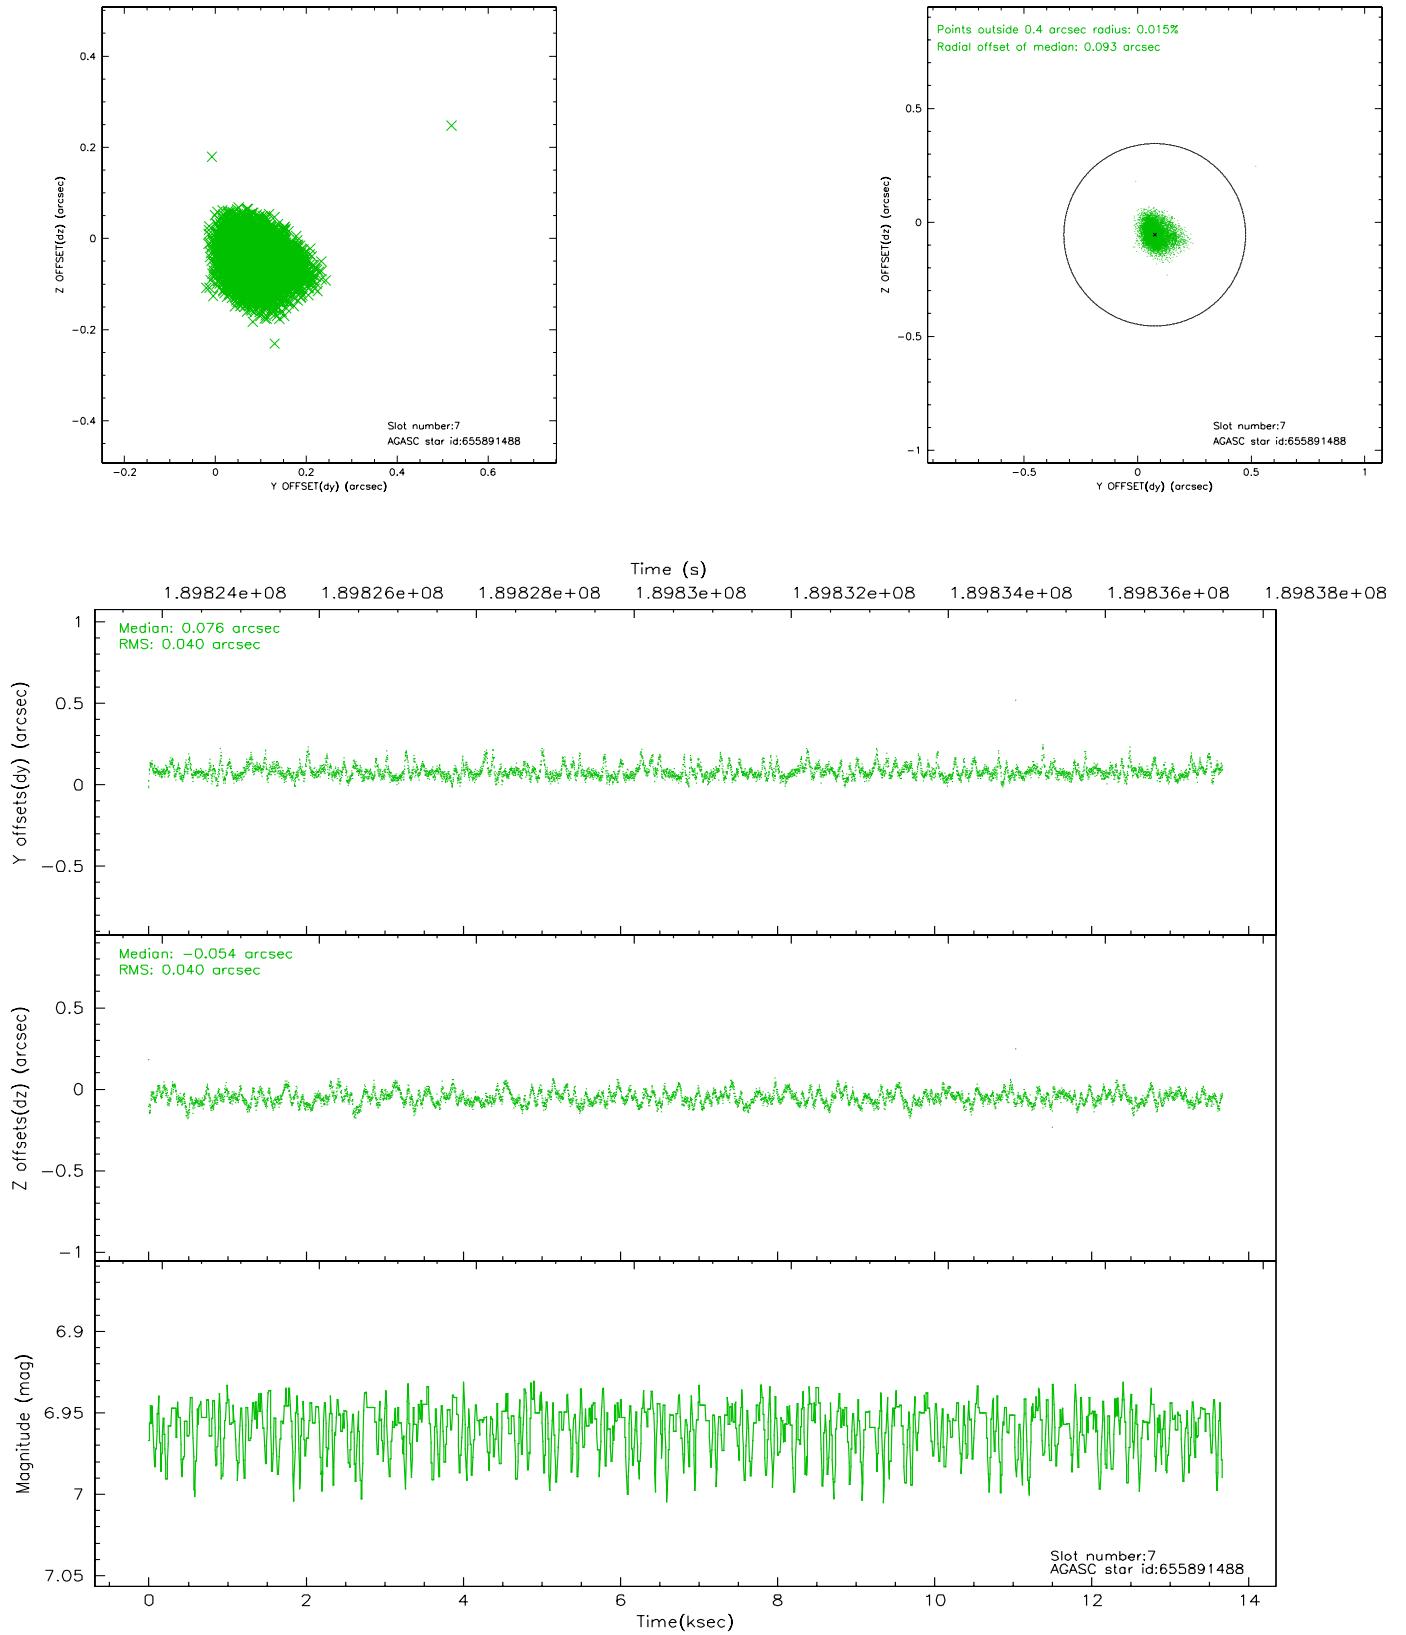 0.4
0.2
0
−0.2
−0.4
Z OFFSET(dz) (arcsec)
Slot number:7
AGASC star id:655891488
−0.2
0
0.2
0.4
0.6
Y OFFSET(dy) (arcsec)
Points outside 0.4 arcsec radius: 0.015%
Radial offset of median: 0.093 arcsec
0.5
0
−0.5
−1
Z OFFSET(dz) (arcsec)
Slot number:7
AGASC star id:655891488
−0.5
0
0.5
1
Y OFFSET(dy) (arcsec)
Time (s)
1.89824e+08
1.89826e+08
1.89828e+08
1.8983e+08
1.89832e+08
1.89834e+08
1.89836e+08
1.89838e+08
Median: 0.076 arcsec
RMS: 0.040 arcsec
1
0.5
0
−0.5
Y offsets(dy) (arcsec)
Median: −0.054 arcsec
RMS: 0.040 arcsec
0.5
0
−0.5
−1
Z offsets(dz) (arcsec)
6.9
6.95
7
7.05
Magnitude (mag)
Slot number:7
AGASC star id:655891488
0
2
4
6
8
10
12
14
Time(ksec)